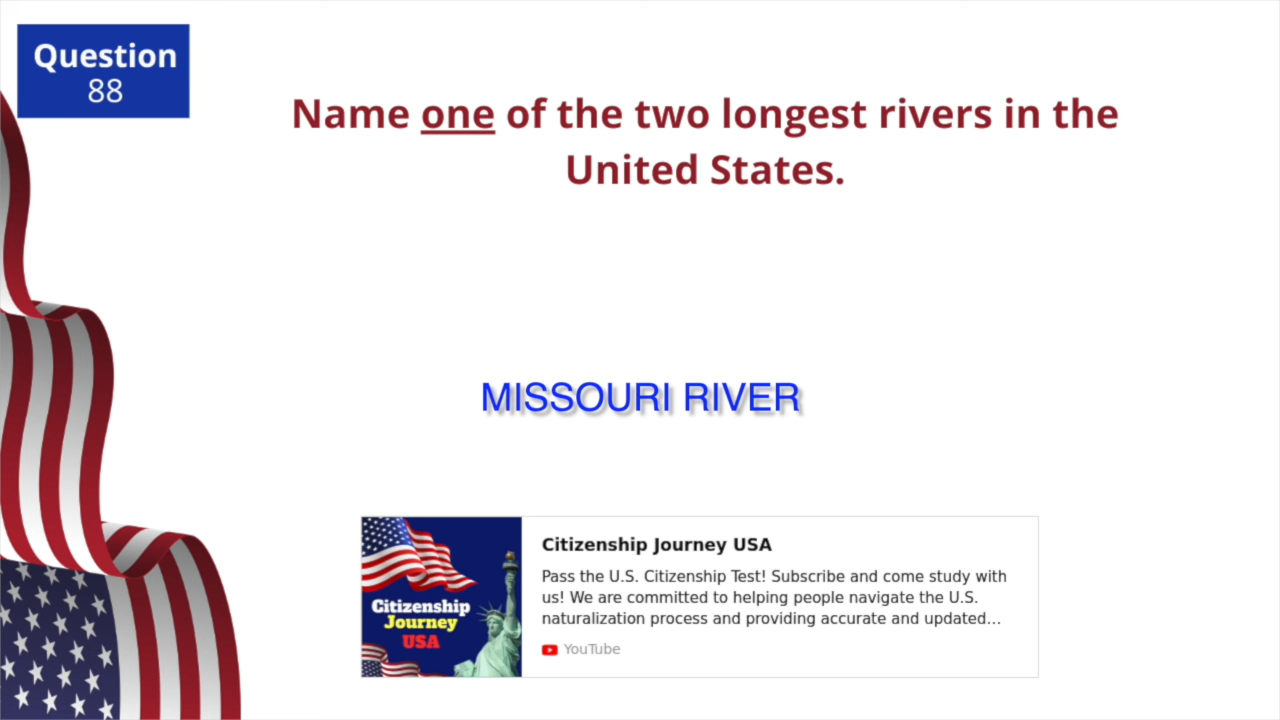 Question
88
Name one of the two longest rivers in the
United States.
MISSOURI RIVER
Citizenship
Journey
USA
Citizenship Journey USA
Pass the U.S. Citizenship Test! Subscribe and come study with
us! We are committed to helping people navigate the U.S.
naturalization process and providing accurate and updated...
YouTube